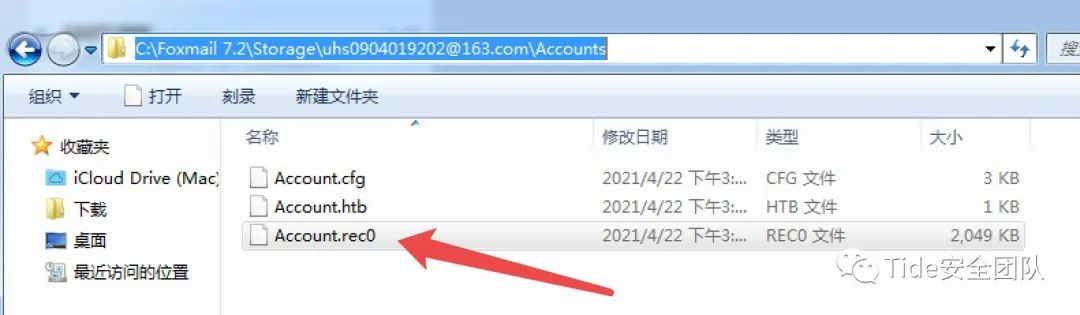 C:\Foxmail 7.2\Storage\uhs0904019202@163.com\Accounts
搜
组织 打开 刻录 新建文件夹
收藏夹
iCloud Drive (Mac)
下载
桌面
最近访问的位置
名称 修改日期 类型 大小
Account.cfg 2021/4/22 下午3:... CFG 文件 3 KB
Account.htb 2021/4/22 下午3:... HTB 文件 1 KB
Account.rec0 2021/4/22 下午3:... REC0 文件 2,049 KB
Tide安全团队